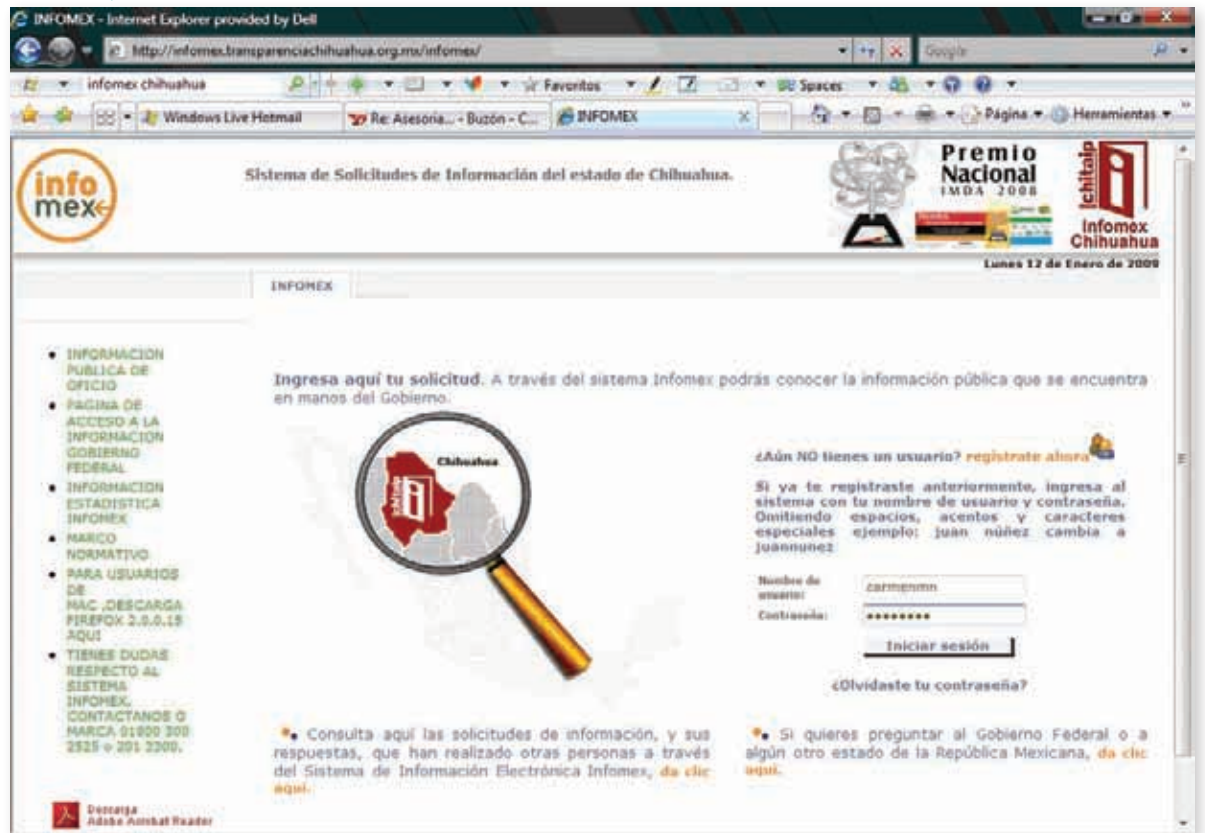 INFOMEX - Internet Explorer provided by Dell
http://infomex.transparenciachihuahua.org.mx/infomex/
Google
infomex chihuahua
Favoritos
Spaces
Windows Live Hotmail
Re: Asesoria... - Buzón - C...
INFOMEX
Página
Herramientas
info
mex
Sistema de Solicitudes de Información del estado de Chihuahua.
Premio
Nacional
IMDA 2008
Ichitaip
Infomex
Chihuahua
Lunes 12 de Enero de 2009
INFOMEX
INFORMACION
PUBLICA DE
OFICIO
PAGINA DE
ACCESO A LA
INFORMACION
GOBIERNO
FEDERAL
INFORMACION
ESTADISTICA
INFOMEX
MARCO
NORMATIVO
PARA USUARIOS
DE
MAC ,DESCARGA
FIREFOX 2.0.0.15
AQUI
TIENES DUDAS
RESPECTO AL
SISTEMA
INFOMEX,
CONTACTANOS O
MARCA 01800 300
2525 o 201 3300.
Descarga
Adobe Acrobat Reader
Ingresa aquí tu solicitud. A través del sistema Infomex podrás conocer la información pública que se encuentra
en manos del Gobierno.
Chihuahua
Ichitaip
¿Aún NO tienes un usuario? registrate ahora
Si ya te registraste anteriormente, ingresa al
sistema con tu nombre de usuario y contraseña.
Omitiendo espacios, acentos y caracteres
especiales ejemplo: juan núñez cambia a
juannunez
Nombre de
usuario:
carmenmn
Contraseña:
Iniciar sesión
¿Olvidaste tu contraseña?
Consulta aquí las solicitudes de información, y sus
respuestas, que han realizado otras personas a través
del Sistema de Información Electrónica Infomex, da clic
aquí.
Si quieres preguntar al Gobierno Federal o a
algún otro estado de la República Mexicana, da clic
aquí.